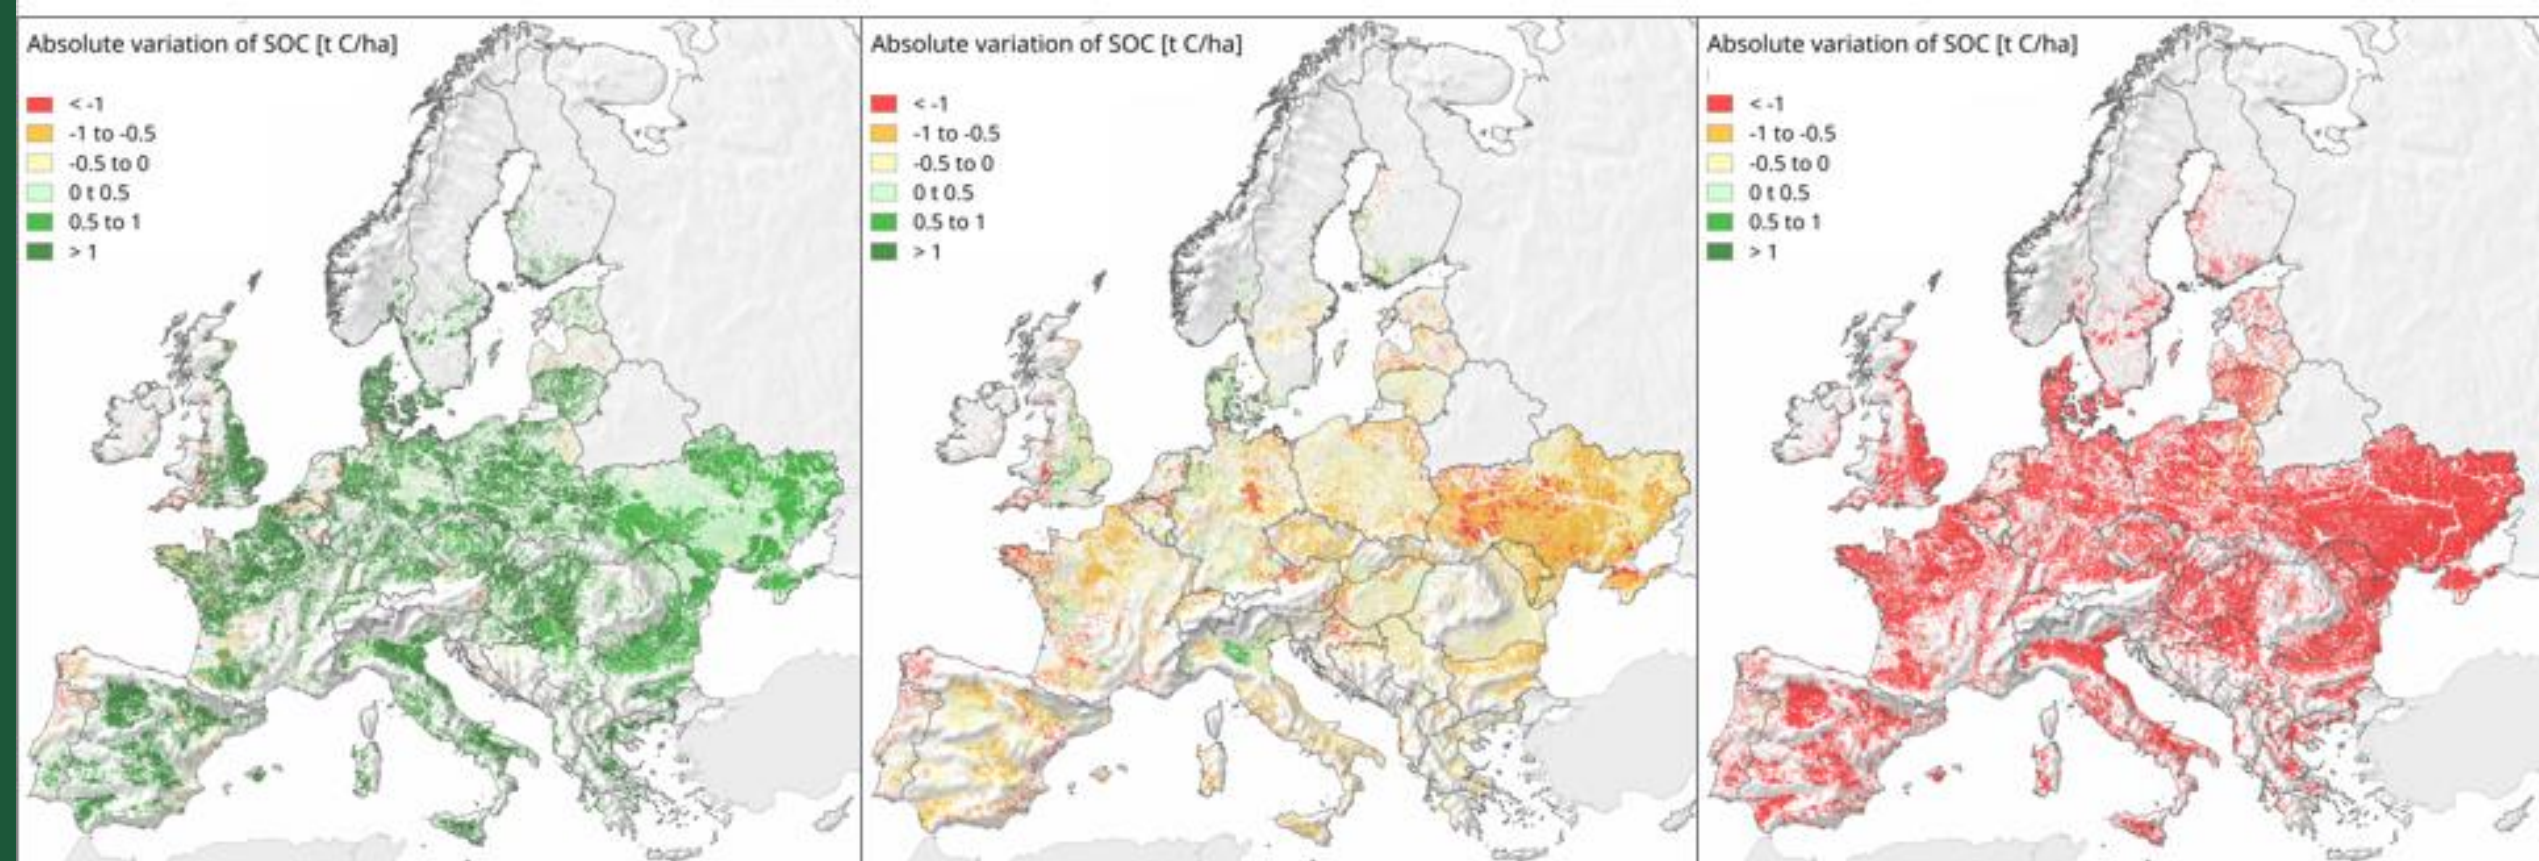 Absolute variation of SOC [t C/ha]
< -1
-1 to -0.5
-0.5 to 0
0 t 0.5
0.5 to 1
> 1
Absolute variation of SOC [t C/ha]
< -1
-1 to -0.5
-0.5 to 0
0 t 0.5
0.5 to 1
> 1
Absolute variation of SOC [t C/ha]
< -1
-1 to -0.5
-0.5 to 0
0 t 0.5
0.5 to 1
> 1